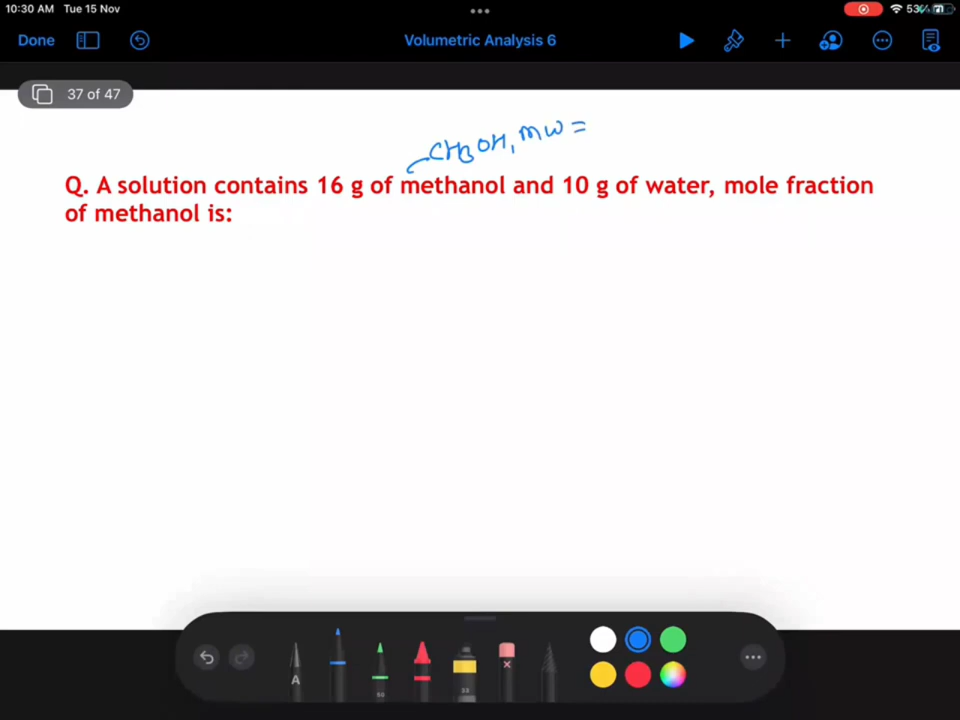 10:30 AM Tue 15 Nov
53%
Done
Volumetric Analysis 6
37 of 47
CH3OH, MW =
Q. A solution contains 16 g of methanol and 10 g of water, mole fraction
of methanol is:
A